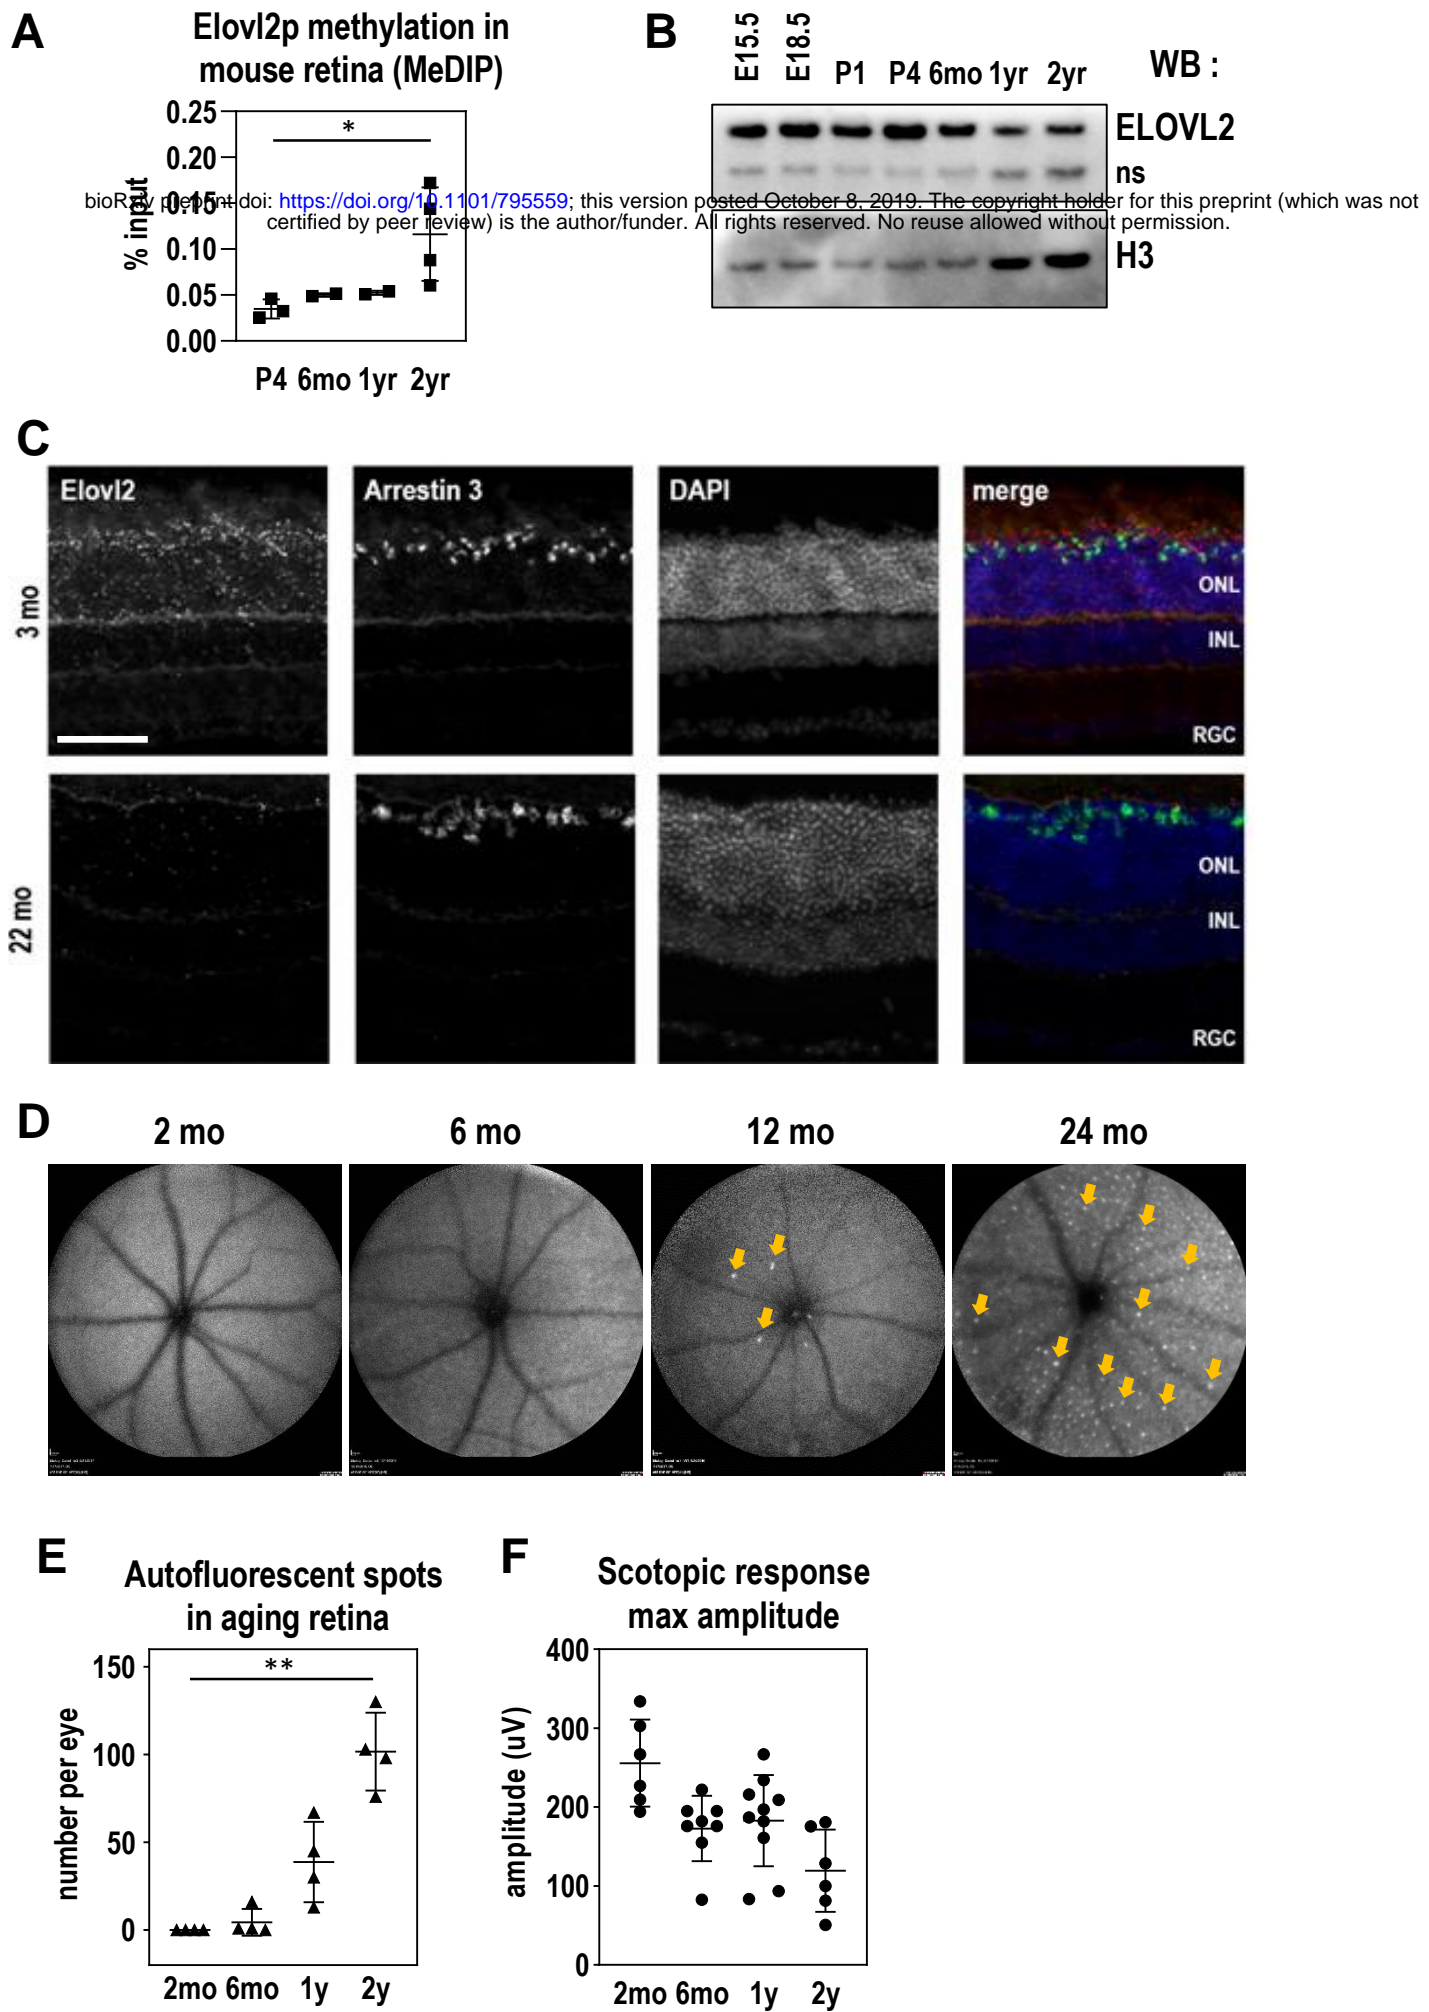 A
Elovl2p methylation in
mouse retina (MeDIP)
% input
0.25
0.20
0.15
0.10
0.05
0.00
*
P4 6mo 1yr 2yr
B
E15.5 E18.5 P1 P4 6mo 1yr 2yr
WB :
ELOVL2
ns
H3
bioRxiv preprint doi: https://doi.org/10.1101/795559; this version posted October 8, 2019. The copyright holder for this preprint (which was not
certified by peer review) is the author/funder. All rights reserved. No reuse allowed without permission.
C
Elovl2 Arrestin 3 DAPI merge
3 mo
ONL
INL
RGC
22 mo
ONL
INL
RGC
D
2 mo 6 mo 12 mo 24 mo
E
Autofluorescent spots
in aging retina
number per eye
150
100
50
0
**
2mo 6mo 1y 2y
F
Scotopic response
max amplitude
amplitude (uV)
400
300
200
100
0
2mo 6mo 1y 2y